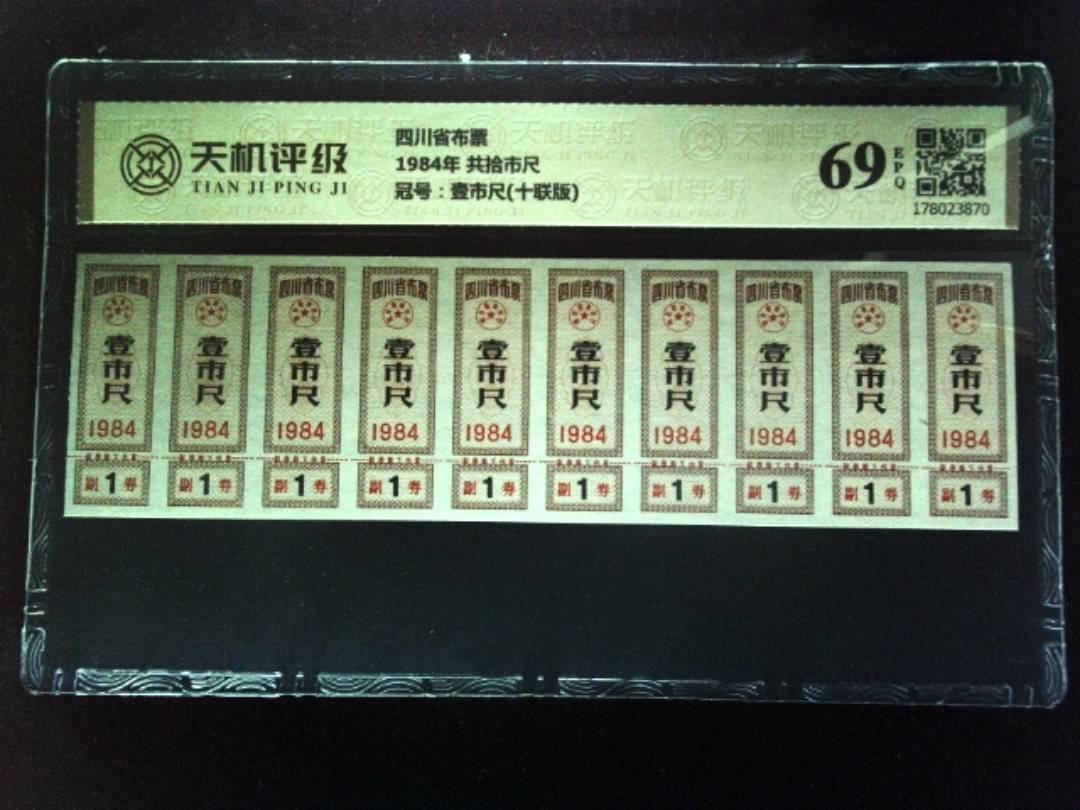 天机评级
TIAN JI PING JI
四川省布票
1984年 共拾市尺
冠号：壹市尺(十联版)
69
EPQ
178023870
四川省布票 四川省布票 四川省布票 四川省布票 四川省布票 四川省布票 四川省布票 四川省布票 四川省布票 四川省布票
壹市尺 壹市尺 壹市尺 壹市尺 壹市尺 壹市尺 壹市尺 壹市尺 壹市尺 壹市尺
1984 1984 1984 1984 1984 1984 1984 1984 1984 1984
副1券 副1券 副1券 副1券 副1券 副1券 副1券 副1券 副1券 副1券